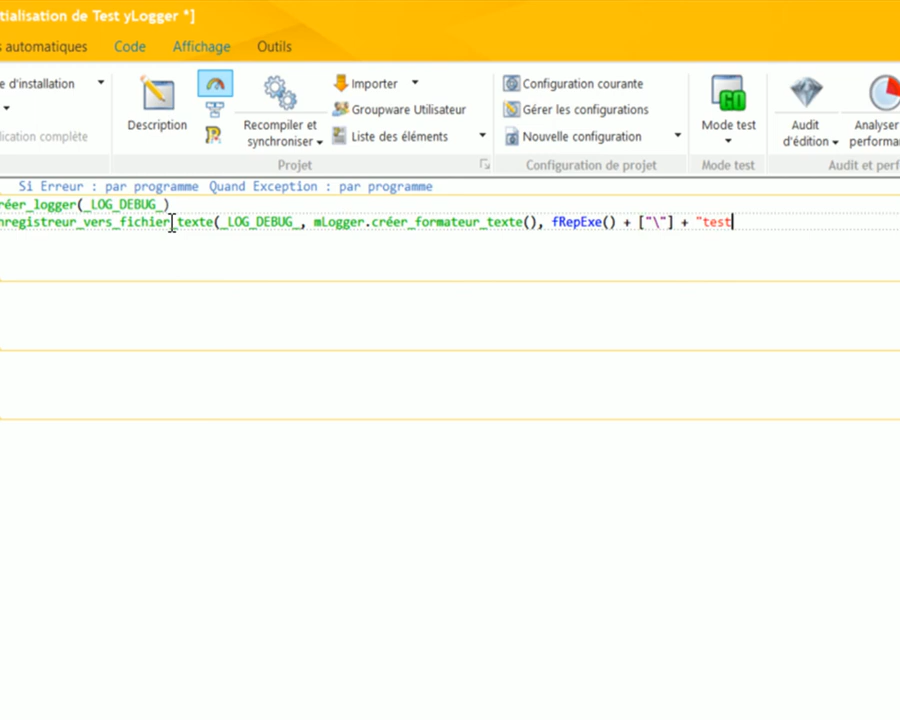 tialisation de Test yLogger *]
s automatiques Code Affichage Outils
e d'installation
lication complète
Description
Recompiler et
synchroniser
Importer
Groupware Utilisateur
Liste des éléments
Projet
Configuration courante
Gérer les configurations
Nouvelle configuration
Configuration de projet
GO
Mode test
Mode test
Audit
d'édition
Analyser
performa
Audit et perf
Si Erreur : par programme Quand Exception : par programme
réer_logger(_LOG_DEBUG_)
nregistreur_vers_fichier_texte(_LOG_DEBUG_, mLogger.créer_formateur_texte(), fRepExe() + ["\"] + "test